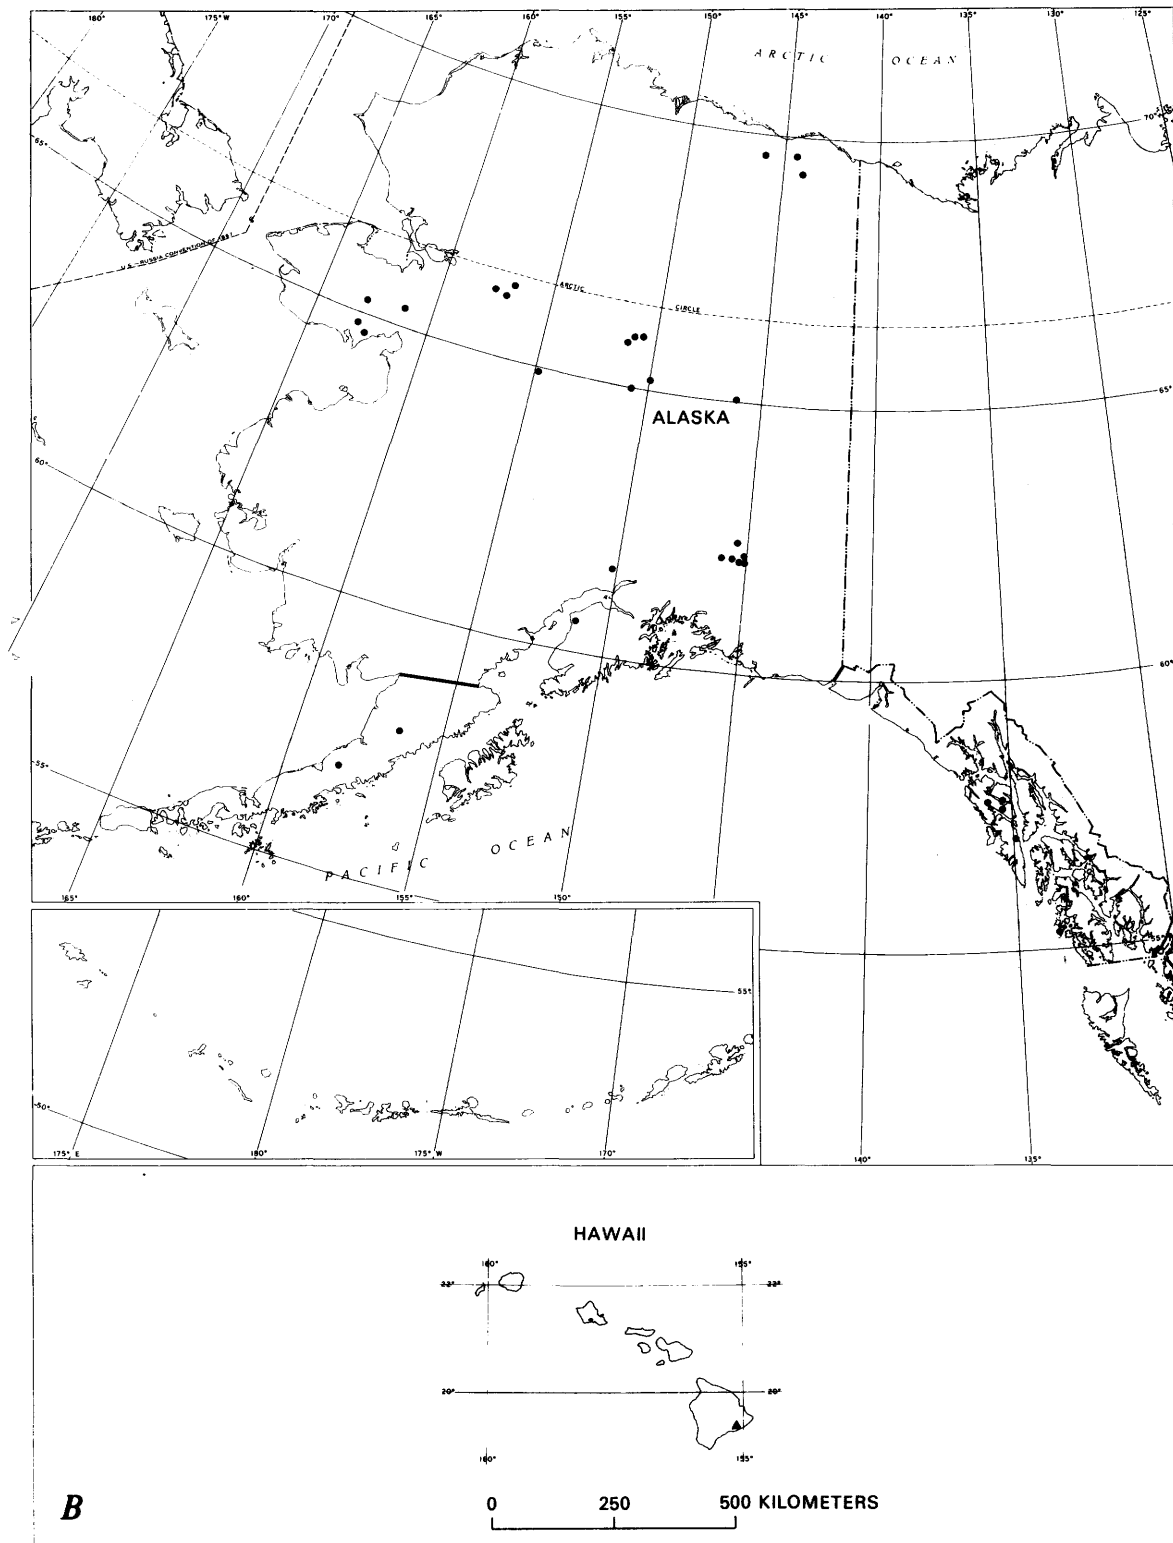 180° 175° W 170° 165° 160° 155° 150° 145° 140° 135° 130° 125°
ARCTIC OCEAN
70°
65°
U.S.-RUSSIA CONVENTION OF 1867
ARCTIC
CIRCLE
65°
ALASKA
60°
60°
55°
PACIFIC OCEAN
55°
165° 160° 155° 150°
55°
50°
175° E 180° 175° W 170°
140° 135°
HAWAII
160° 155°
22° 22°
20° 20°
160° 155°
B
0 250 500 KILOMETERS